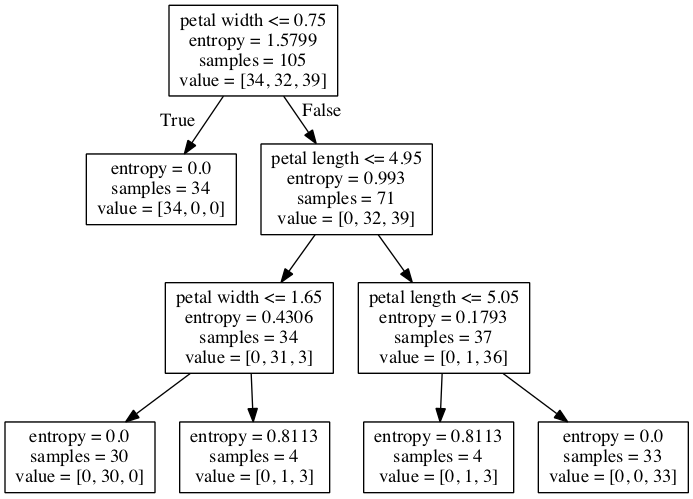 petal width <= 0.75
entropy = 1.5799
samples = 105
value = [34, 32, 39]
True
False
entropy = 0.0
samples = 34
value = [34, 0, 0]
petal length <= 4.95
entropy = 0.993
samples = 71
value = [0, 32, 39]
petal width <= 1.65
entropy = 0.4306
samples = 34
value = [0, 31, 3]
petal length <= 5.05
entropy = 0.1793
samples = 37
value = [0, 1, 36]
entropy = 0.0
samples = 30
value = [0, 30, 0]
entropy = 0.8113
samples = 4
value = [0, 1, 3]
entropy = 0.8113
samples = 4
value = [0, 1, 3]
entropy = 0.0
samples = 33
value = [0, 0, 33]